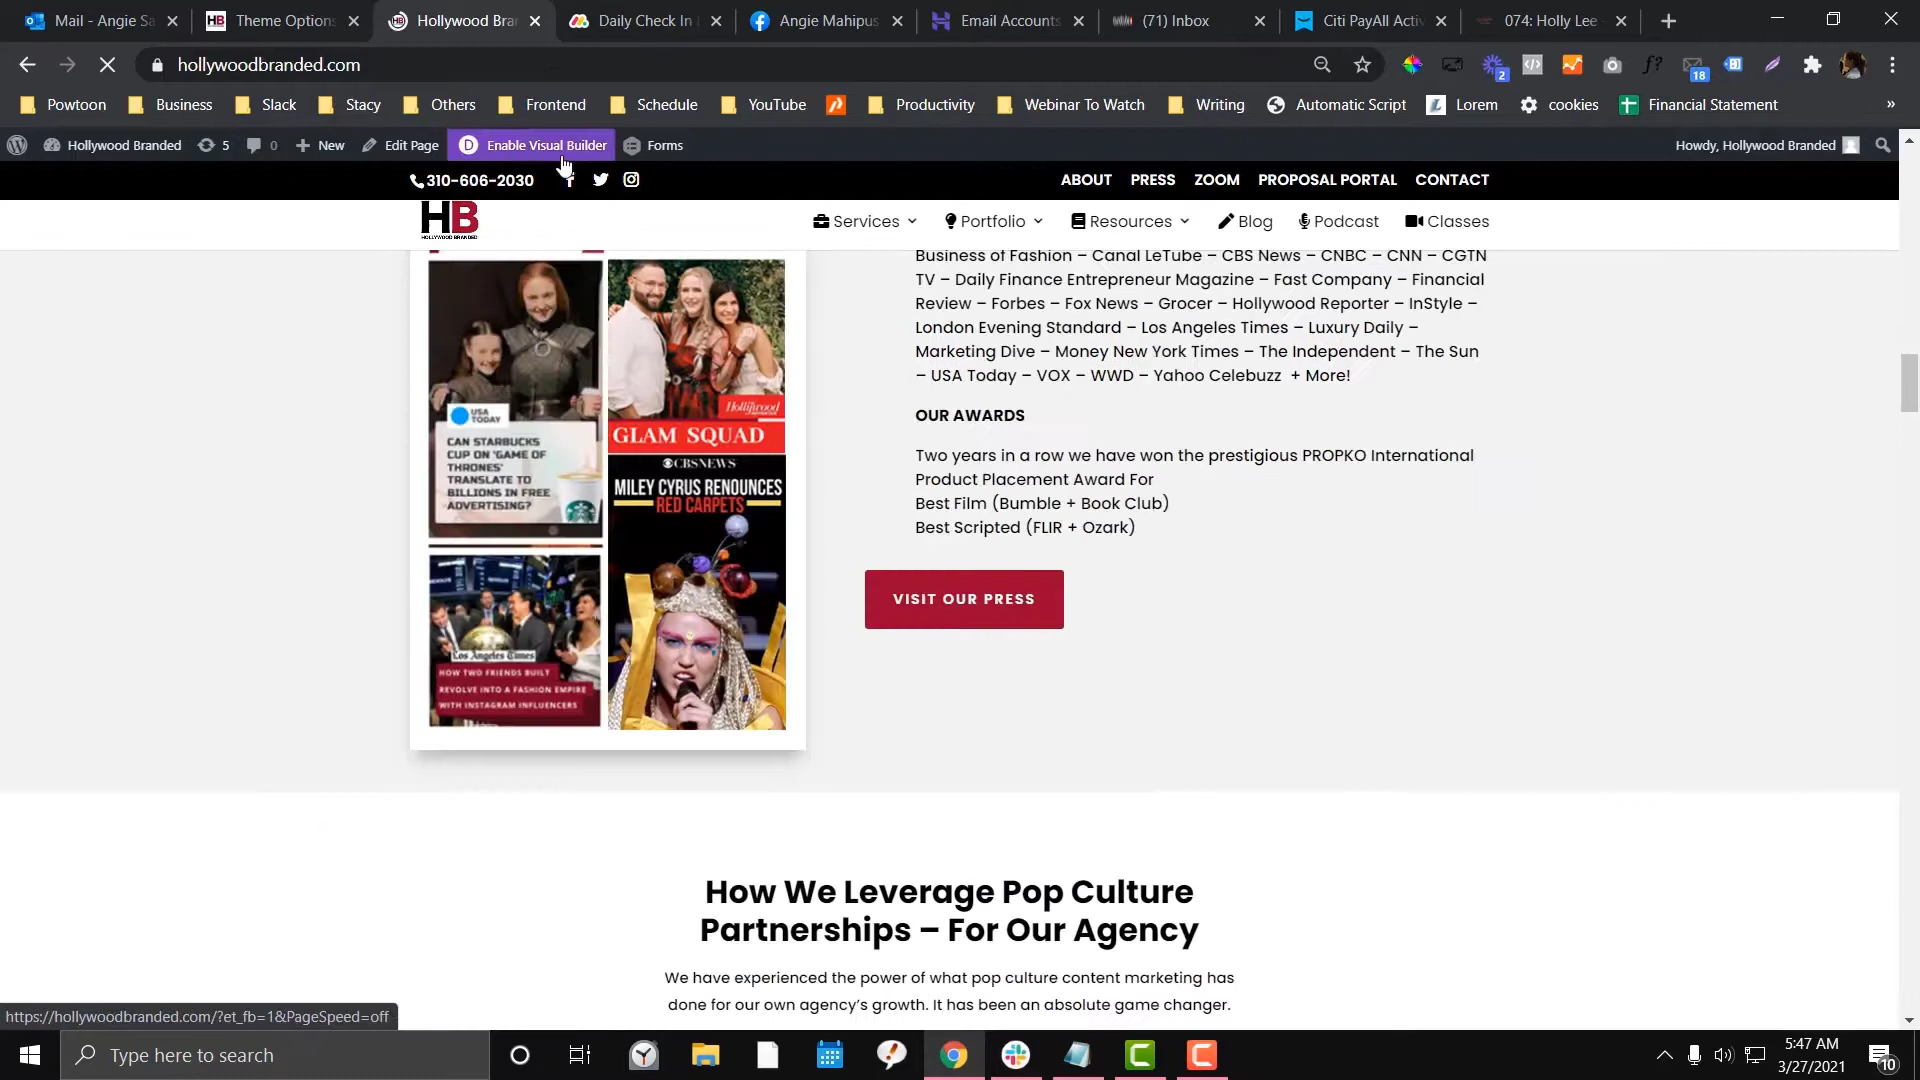 Mail - Angie Sa
Theme Options
Hollywood Bra
Daily Check In
Angie Mahipus
Email Accounts
(71) Inbox
Citi PayAll Activ
074: Holly Lee
hollywoodbranded.com
2
18
Powtoon
Business
Slack
Stacy
Others
Frontend
Schedule
YouTube
Productivity
Webinar To Watch
Writing
Automatic Script
Lorem
cookies
Financial Statement
»
Hollywood Branded
5
0
New
Edit Page
D Enable Visual Builder
Forms
Howdy, Hollywood Branded
310-606-2030
ABOUT
PRESS
ZOOM
PROPOSAL PORTAL
CONTACT
HB
HOLLYWOOD BRANDED
Services
Portfolio
Resources
Blog
Podcast
Classes
Business of Fashion – Canal LeTube – CBS News – CNBC – CNN – CGTN
TV – Daily Finance Entrepreneur Magazine – Fast Company – Financial
Review – Forbes – Fox News – Grocer – Hollywood Reporter – InStyle –
London Evening Standard – Los Angeles Times – Luxury Daily –
Marketing Dive – Money New York Times – The Independent – The Sun
– USA Today – VOX – WWD – Yahoo Celebuzz + More!
OUR AWARDS
Two years in a row we have won the prestigious PROPKO International
Product Placement Award For
Best Film (Bumble + Book Club)
Best Scripted (FLIR + Ozark)
VISIT OUR PRESS
USA
TODAY
CAN STARBUCKS
CUP ON 'GAME OF
THRONES'
TRANSLATE TO
BILLIONS IN FREE
ADVERTISING?
Hollywood
GLAM SQUAD
CBSNEWS
MILEY CYRUS RENOUNCES
RED CARPETS
Los Angeles Times
HOW TWO FRIENDS BUILT
REVOLVE INTO A FASHION EMPIRE
WITH INSTAGRAM INFLUENCERS
How We Leverage Pop Culture
Partnerships – For Our Agency
We have experienced the power of what pop culture content marketing has
done for our own agency's growth. It has been an absolute game changer.
https://hollywoodbranded.com/?et_fb=1&PageSpeed=off
Type here to search
5:47 AM
3/27/2021
10